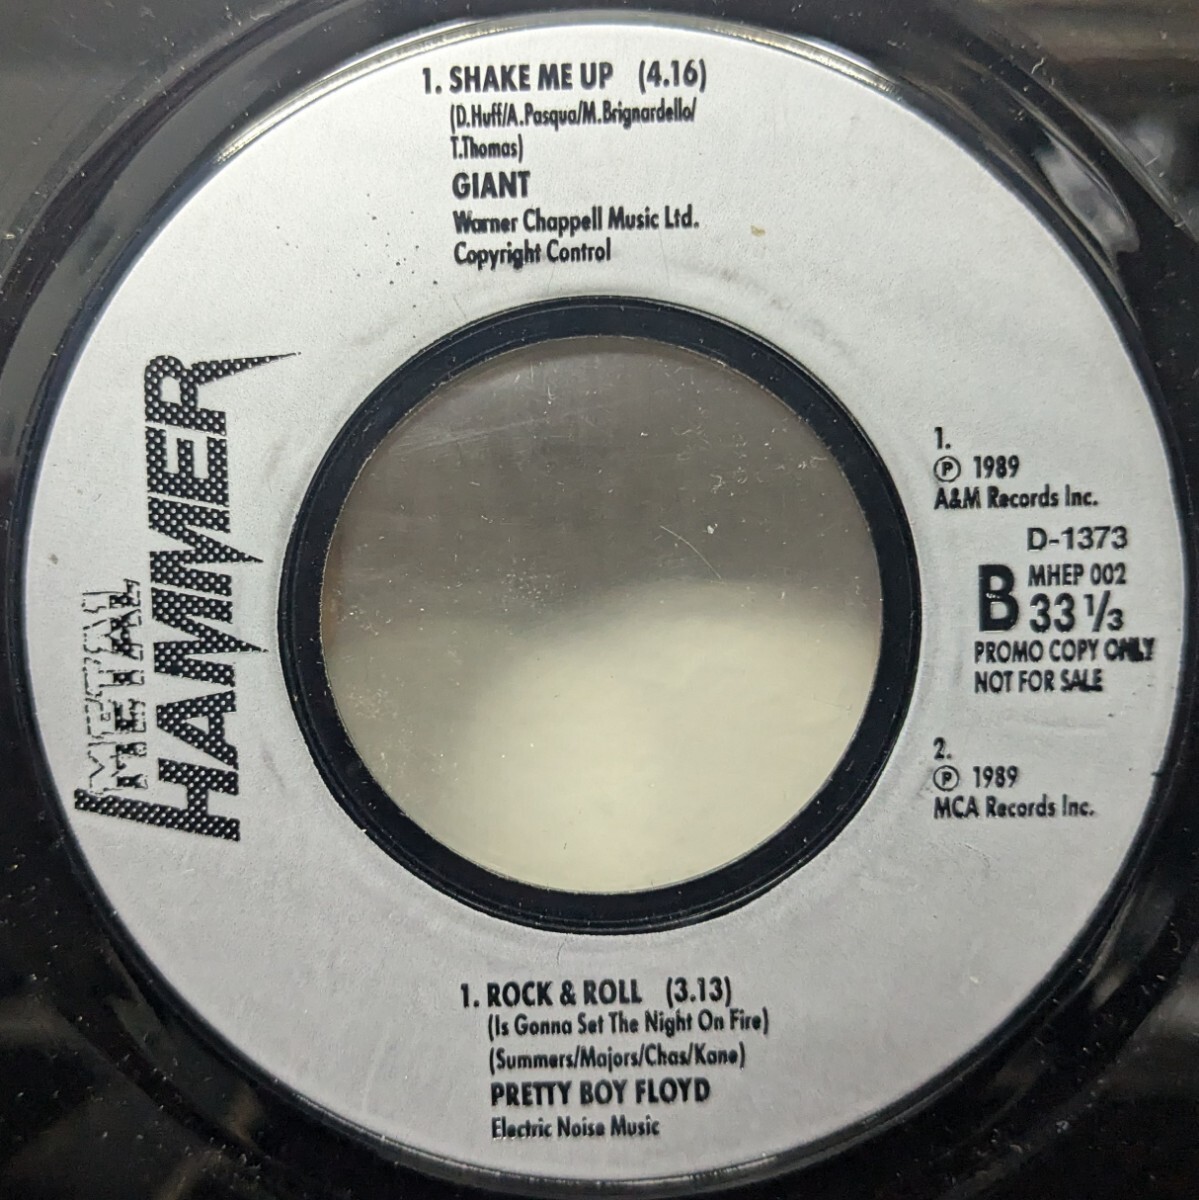 1. SHAKE ME UP (4.16)
(D.Huff/A.Pasqua/M.Brignardello/
T.Thomas)
GIANT
Warner Chappell Music Ltd.
Copyright Control
METAL
HAMMER
1.
℗ 1989
A&M Records Inc.
D-1373
B MHEP 002
33 1/3
PROMO COPY ONLY
NOT FOR SALE
2.
℗ 1989
MCA Records Inc.
1. ROCK & ROLL (3.13)
(Is Gonna Set The Night On Fire)
(Summers/Majors/Chas/Kane)
PRETTY BOY FLOYD
Electric Noise Music